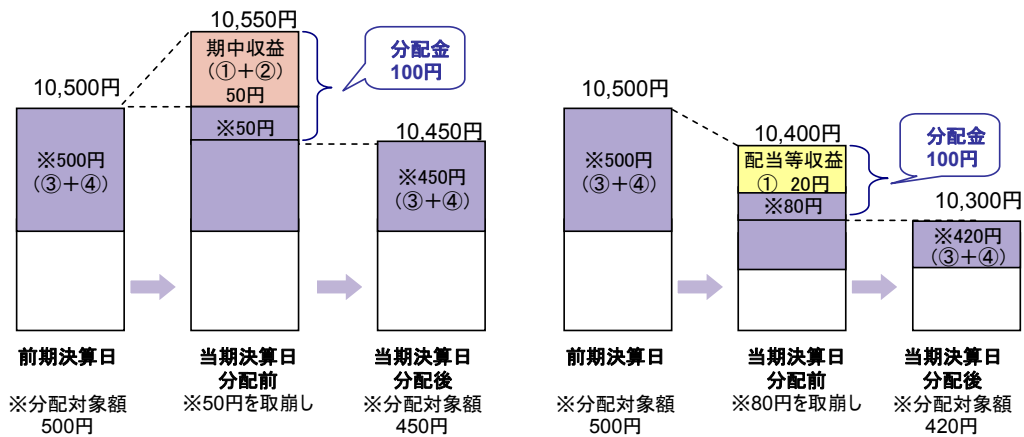 10,550円
期中収益
(①+②)
50円
分配金
100円
10,500円
※50円
10,450円
※500円
(③+④)
※450円
(③+④)
前期決算日
当期決算日
分配前
当期決算日
分配後
※分配対象額
500円
※50円を取崩し
※分配対象額
450円
10,500円
10,400円
分配金
100円
※500円
(③+④)
配当等収益
① 20円
※80円
10,300円
※420円
(③+④)
前期決算日
当期決算日
分配前
当期決算日
分配後
※分配対象額
500円
※80円を取崩し
※分配対象額
420円